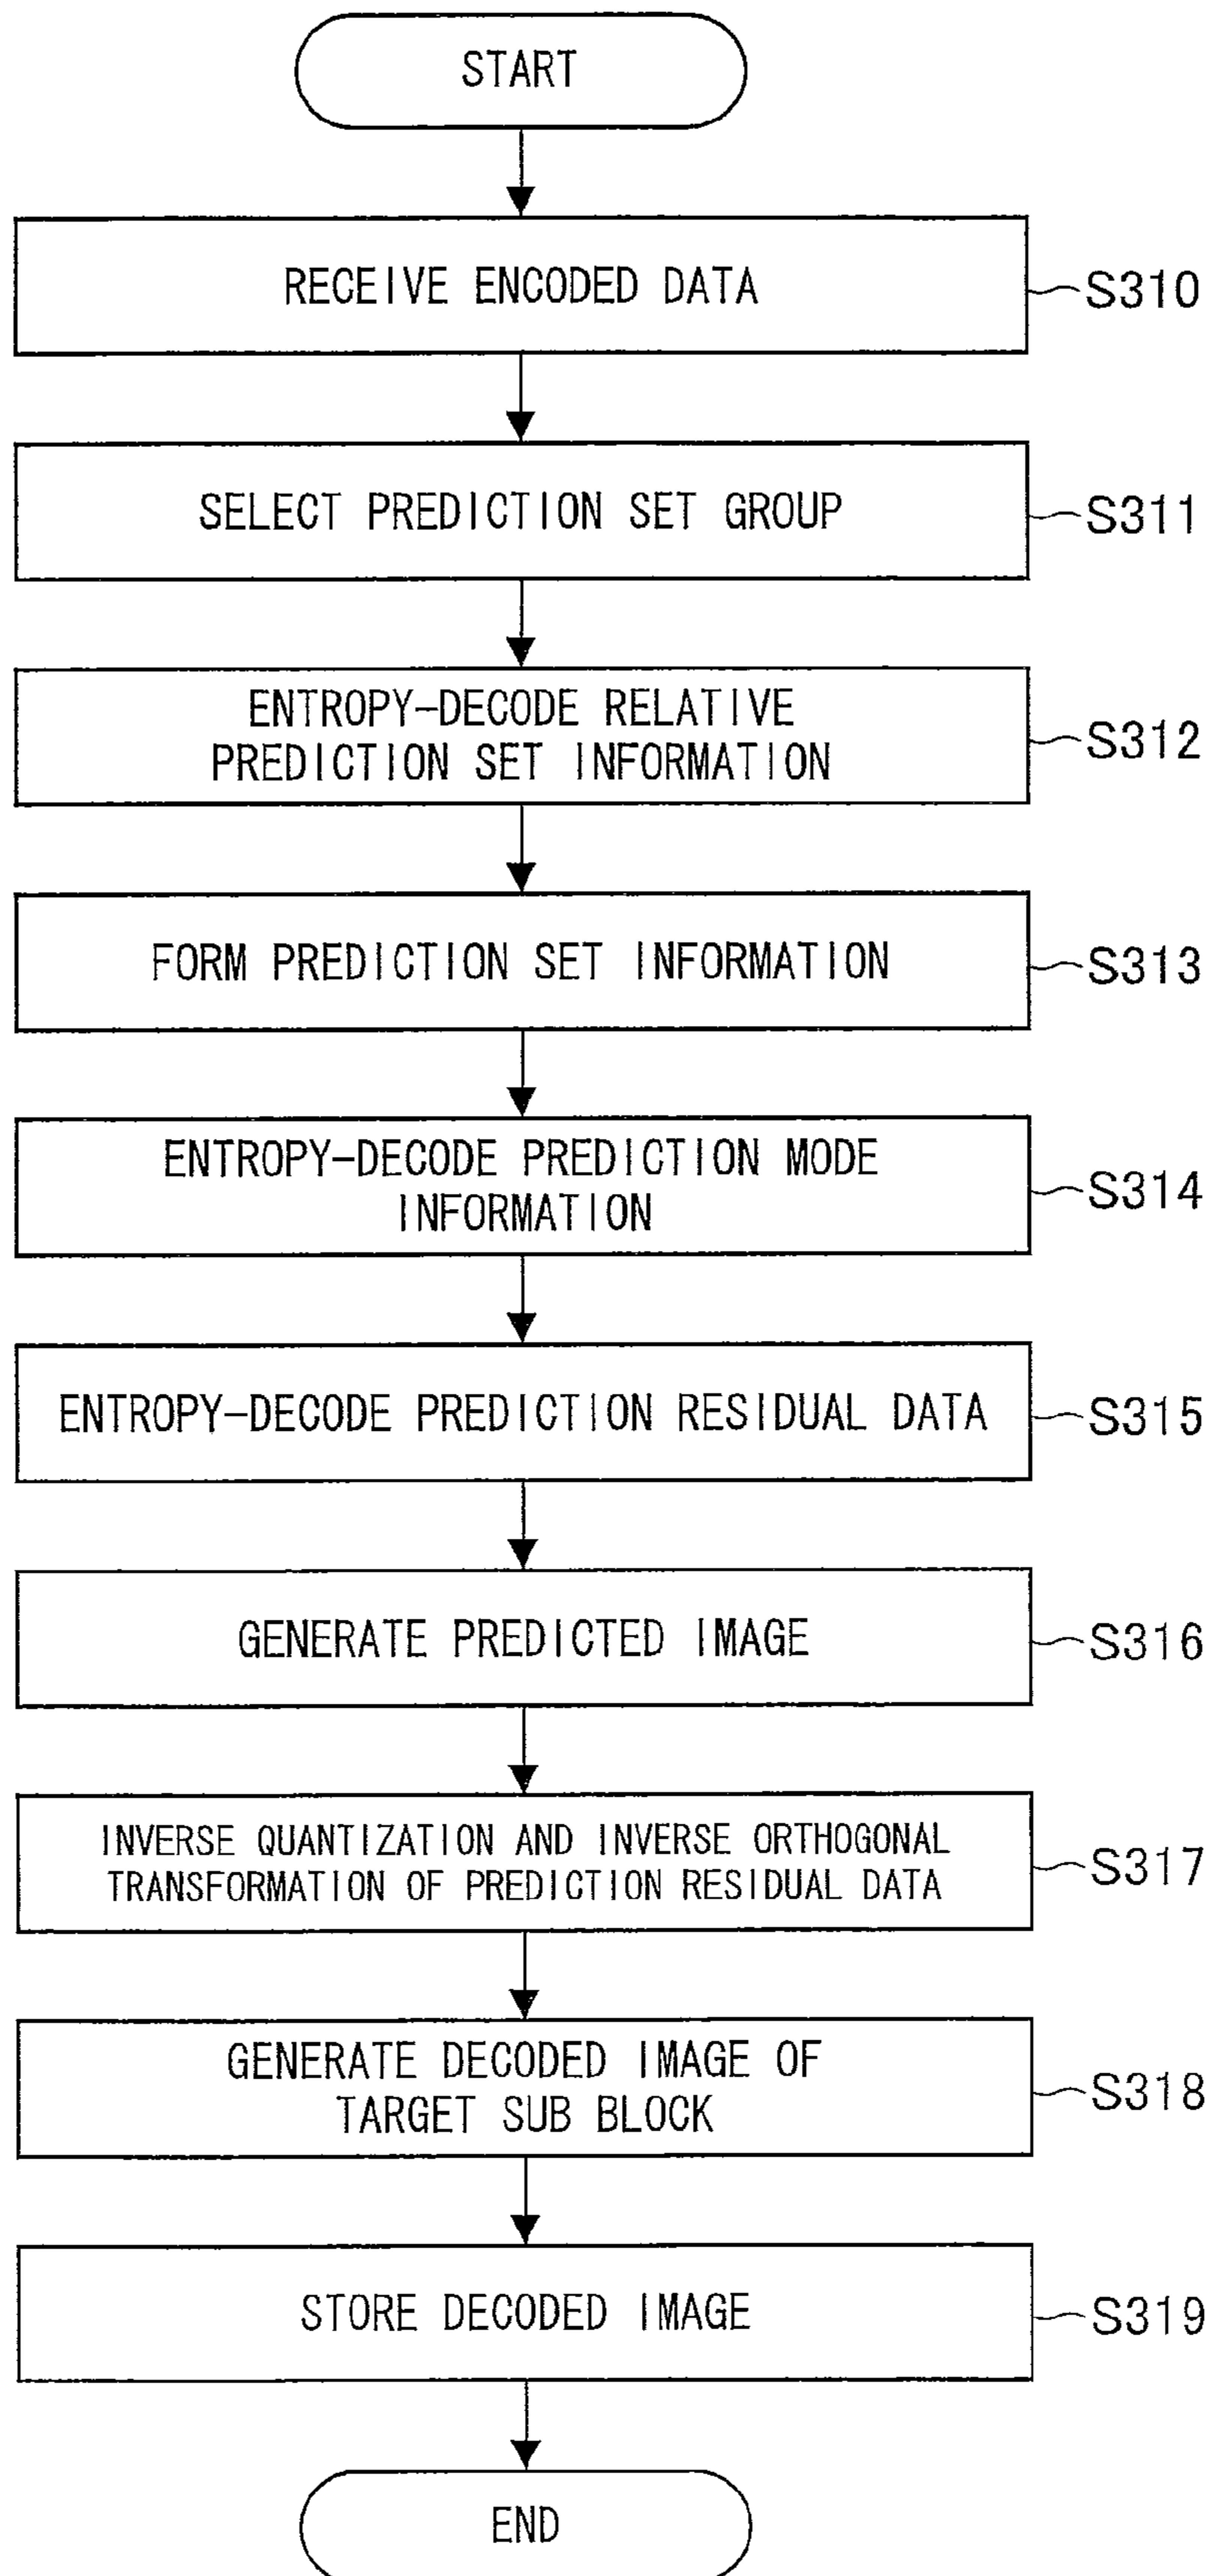 START
RECEIVE ENCODED DATA
S310
SELECT PREDICTION SET GROUP
S311
ENTROPY-DECODE RELATIVE
PREDICTION SET INFORMATION
S312
FORM PREDICTION SET INFORMATION
S313
ENTROPY-DECODE PREDICTION MODE
INFORMATION
S314
ENTROPY-DECODE PREDICTION RESIDUAL DATA
S315
GENERATE PREDICTED IMAGE
S316
INVERSE QUANTIZATION AND INVERSE ORTHOGONAL
TRANSFORMATION OF PREDICTION RESIDUAL DATA
S317
GENERATE DECODED IMAGE OF
TARGET SUB BLOCK
S318
STORE DECODED IMAGE
S319
END